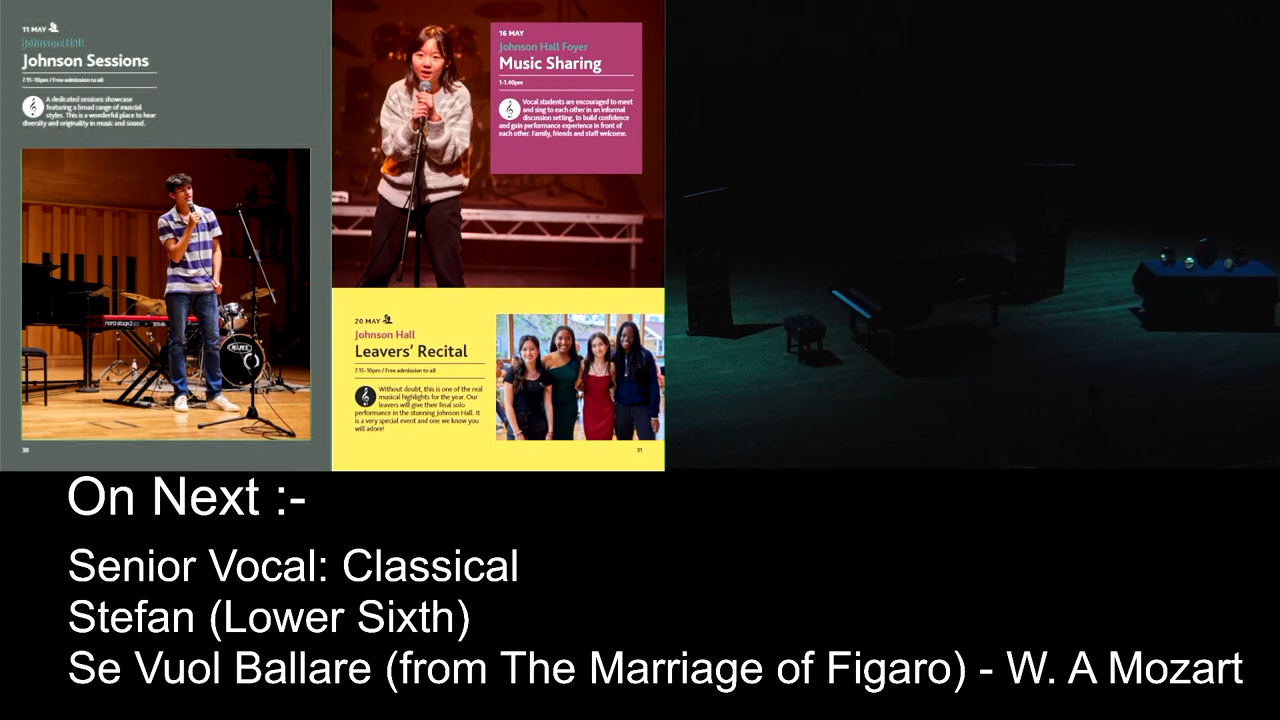 11 MAY
Johnson Hall
Johnson Sessions
7.15-10pm / Free admission to all
A dedicated sessions showcase
featuring a broad range of muscial
styles. This is a wonderful place to hear
diversity and originality in music and sound.
nord stage 2
30
16 MAY
Johnson Hall Foyer
Music Sharing
1-1.40pm
Vocal students are encouraged to meet
and sing to each other in an informal
discussion setting, to build confidence
and gain performance experience in front of
each other. Family, friends and staff welcome.
20 MAY
Johnson Hall
Leavers' Recital
7.15-10pm / Free admission to all
Without doubt, this is one of the real
musical highlights for the year. Our
leavers will give their final solo
performance in the stunning Johnson Hall. It
is a very special event and one we know you
will adore!
31
On Next :-
Senior Vocal: Classical
Stefan (Lower Sixth)
Se Vuol Ballare (from The Marriage of Figaro) - W. A Mozart